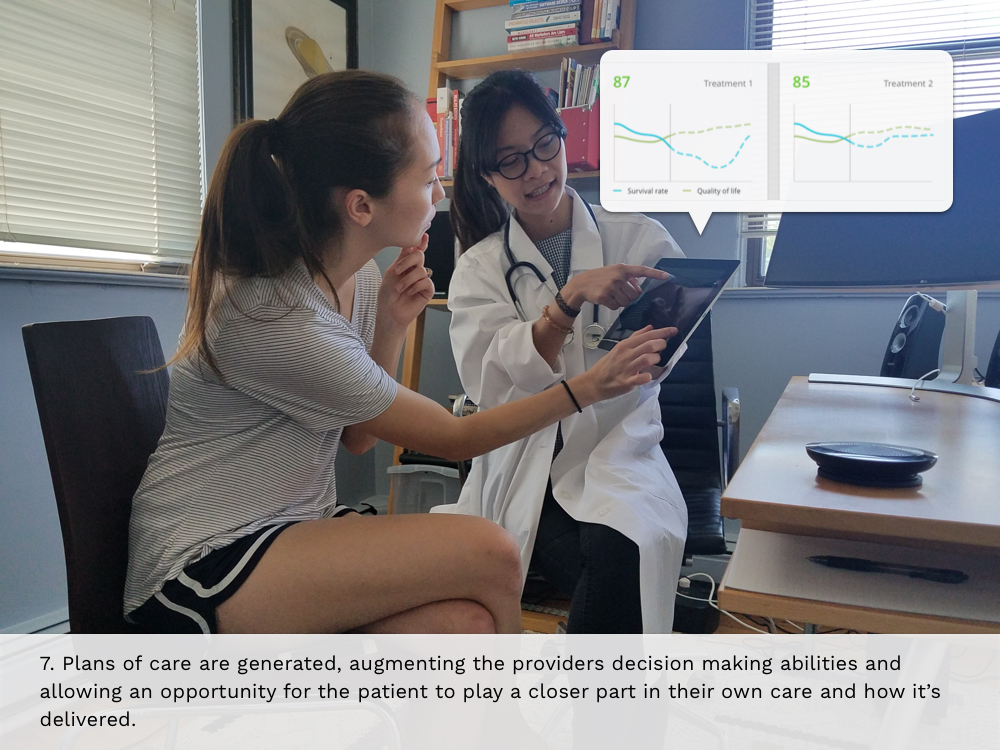 87
Treatment 1
85
Treatment 2
Survival rate
Quality of life
7. Plans of care are generated, augmenting the providers decision making abilities and
allowing an opportunity for the patient to play a closer part in their own care and how it's
delivered.